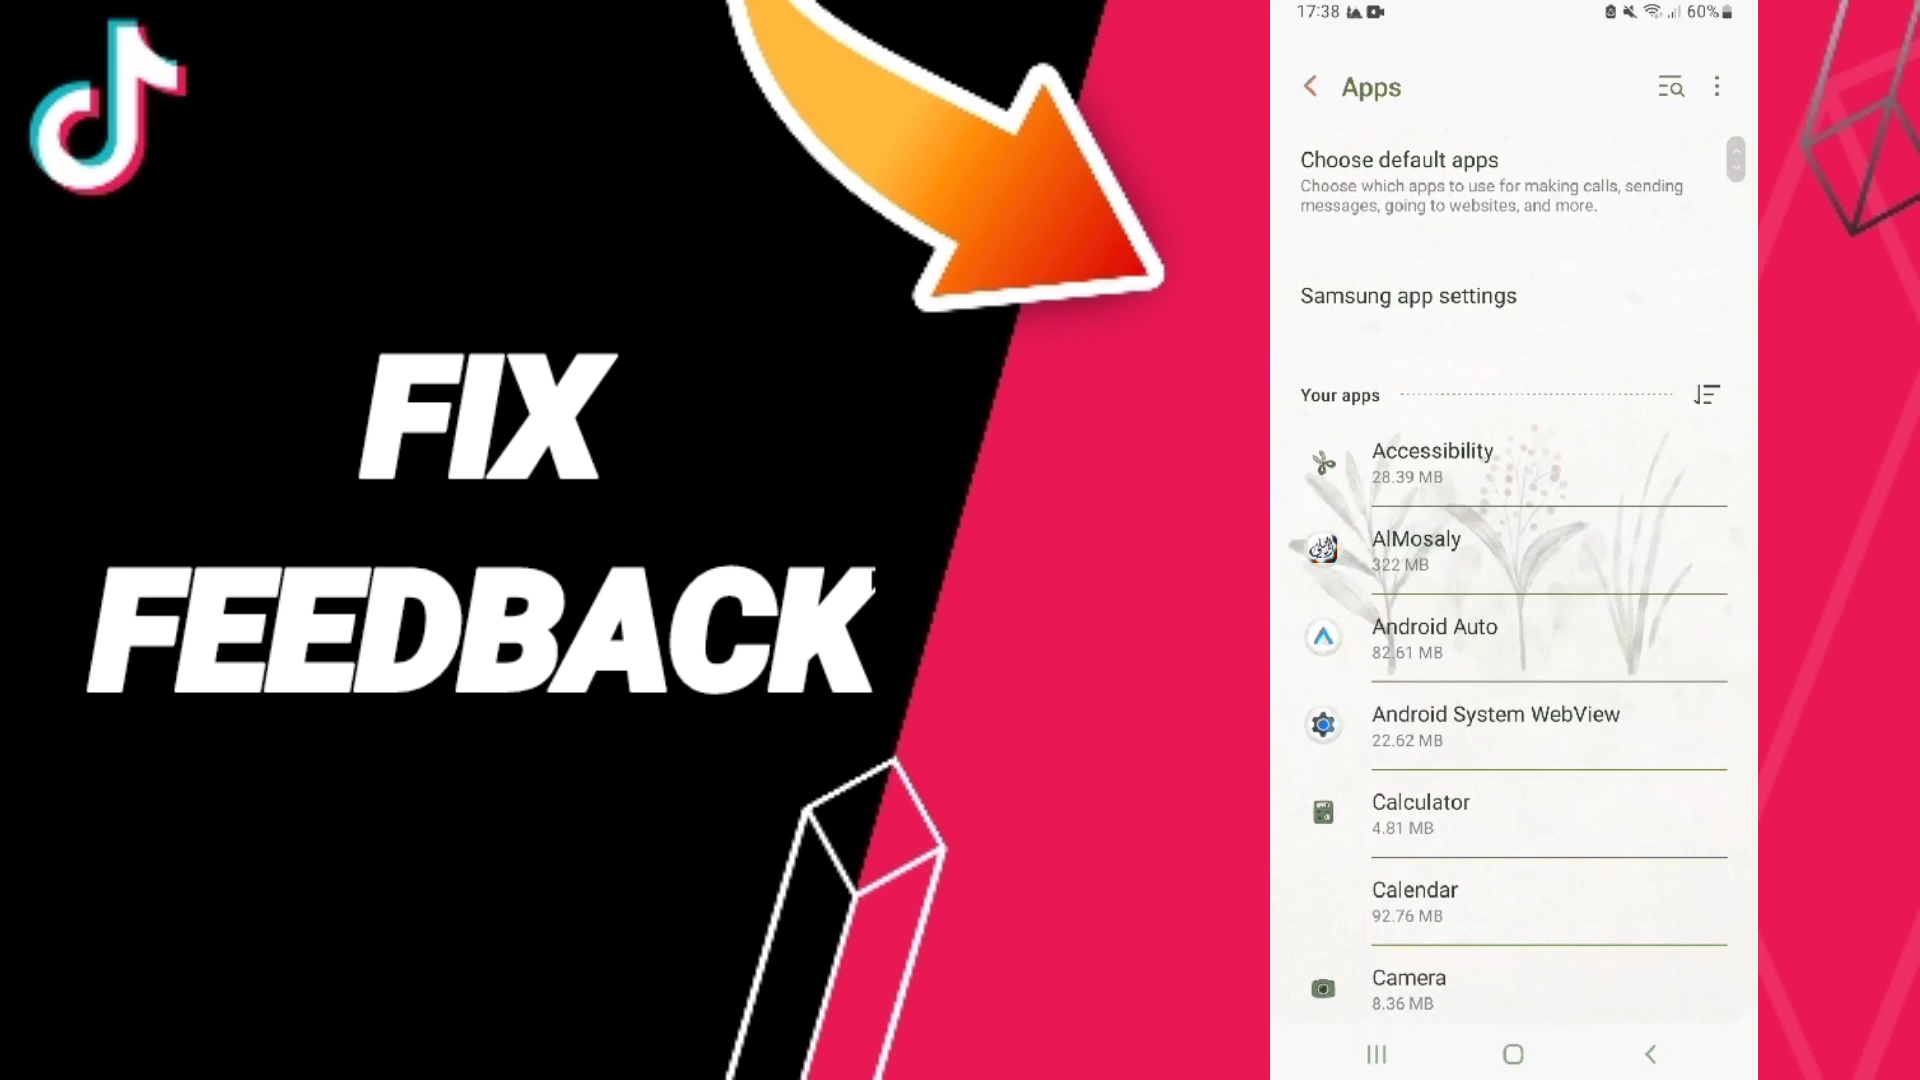 FIX
FEEDBACK
17:38
60%
Apps
Choose default apps
Choose which apps to use for making calls, sending
messages, going to websites, and more.
Samsung app settings
Your apps
Accessibility
28.39 MB
AlMosaly
322 MB
Android Auto
82.61 MB
Android System WebView
22.62 MB
Calculator
4.81 MB
Calendar
92.76 MB
Camera
8.36 MB